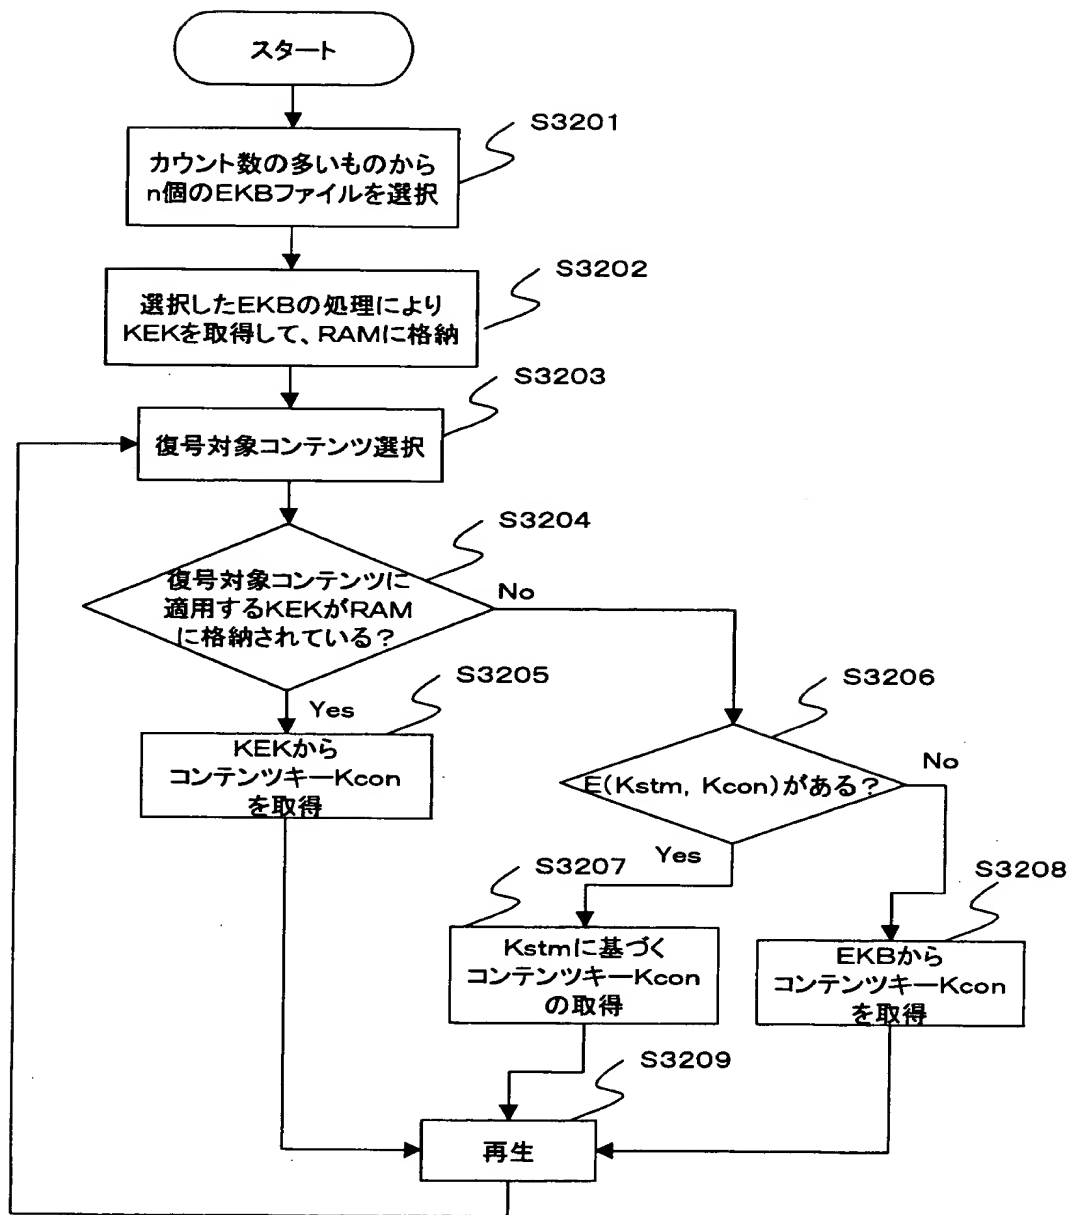 スタート
S3201
カウント数の多いものから
n個のEKBファイルを選択
S3202
選択したEKBの処理により
KEKを取得して、RAMに格納
S3203
復号対象コンテンツ選択
S3204
復号対象コンテンツに
適用するKEKがRAM
に格納されている?
No
S3205
Yes
KEKから
コンテンツキーKcon
を取得
S3206
E(Kstm, Kcon)がある?
No
Yes
S3207
Kstmに基づく
コンテンツキーKcon
の取得
S3208
EKBから
コンテンツキーKcon
を取得
S3209
再生